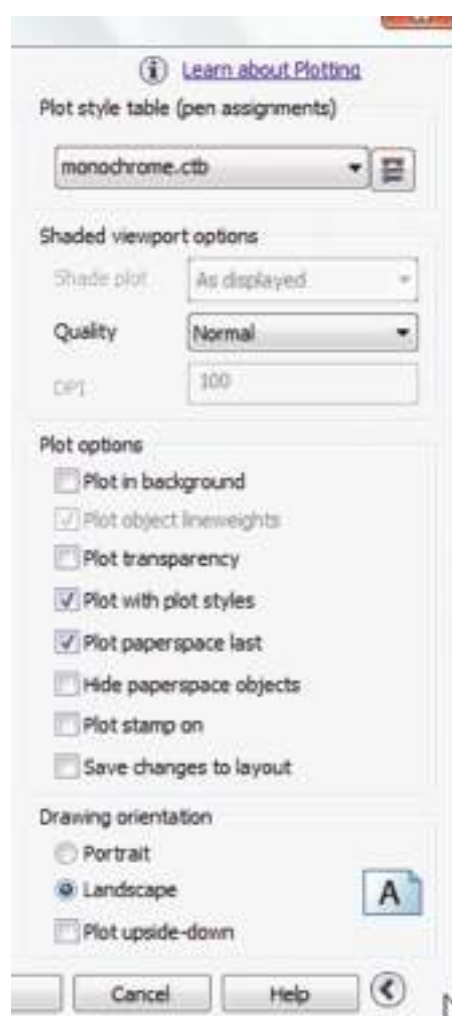 Learn about Plotting
Plot style table (pen assignments)
monochrome.ctb
Shaded viewport options
Shade plot As displayed
Quality Normal
DPI 100
Plot options
Plot in background
Plot object lineweights
Plot transparency
Plot with plot styles
Plot paperspace last
Hide paperspace objects
Plot stamp on
Save changes to layout
Drawing orientation
Portrait
Landscape
A
Plot upside-down
Cancel Help